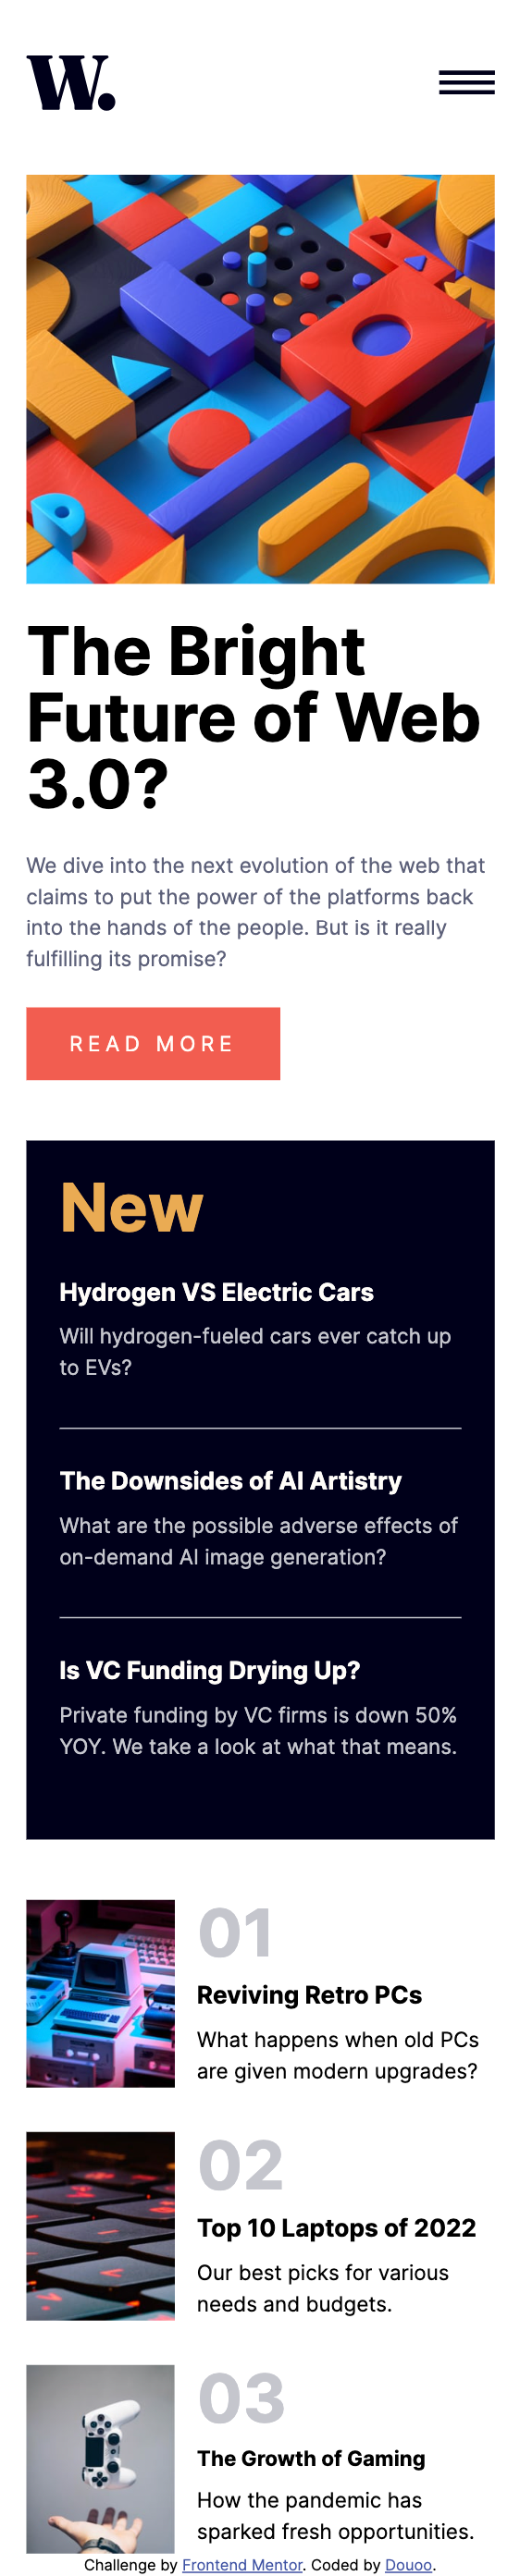 W.
The Bright
Future of Web
3.0?
We dive into the next evolution of the web that
claims to put the power of the platforms back
into the hands of the people. But is it really
fulfilling its promise?
READ MORE
New
Hydrogen VS Electric Cars
Will hydrogen-fueled cars ever catch up
to EVs?
The Downsides of AI Artistry
What are the possible adverse effects of
on-demand AI image generation?
Is VC Funding Drying Up?
Private funding by VC firms is down 50%
YOY. We take a look at what that means.
01
Reviving Retro PCs
What happens when old PCs
are given modern upgrades?
02
Top 10 Laptops of 2022
Our best picks for various
needs and budgets.
03
The Growth of Gaming
How the pandemic has
sparked fresh opportunities.
Challenge by Frontend Mentor. Coded by Douoo.